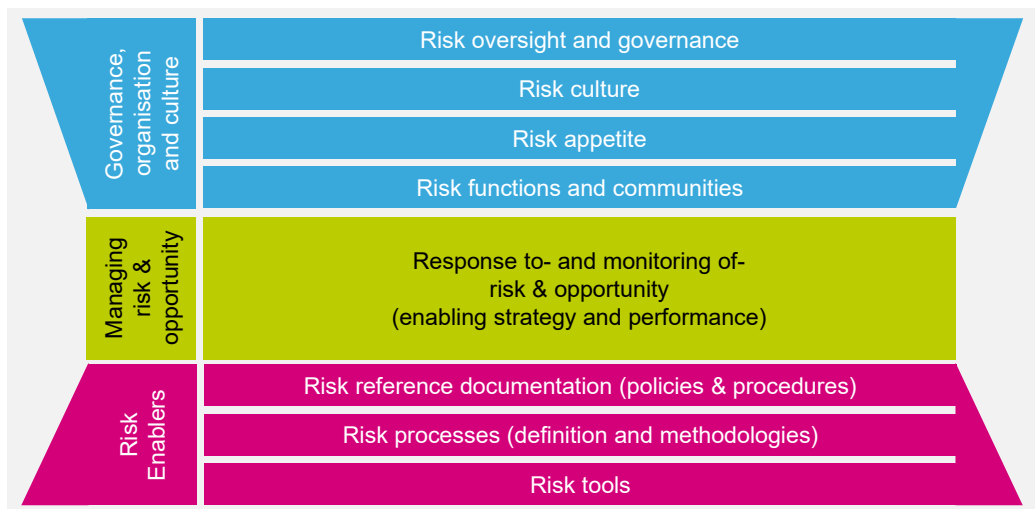 Governance,
organisation
and culture
Risk oversight and governance
Risk culture
Risk appetite
Risk functions and communities
Managing
risk &
opportunity
Response to- and monitoring of-
risk & opportunity
(enabling strategy and performance)
Risk
Enablers
Risk reference documentation (policies & procedures)
Risk processes (definition and methodologies)
Risk tools